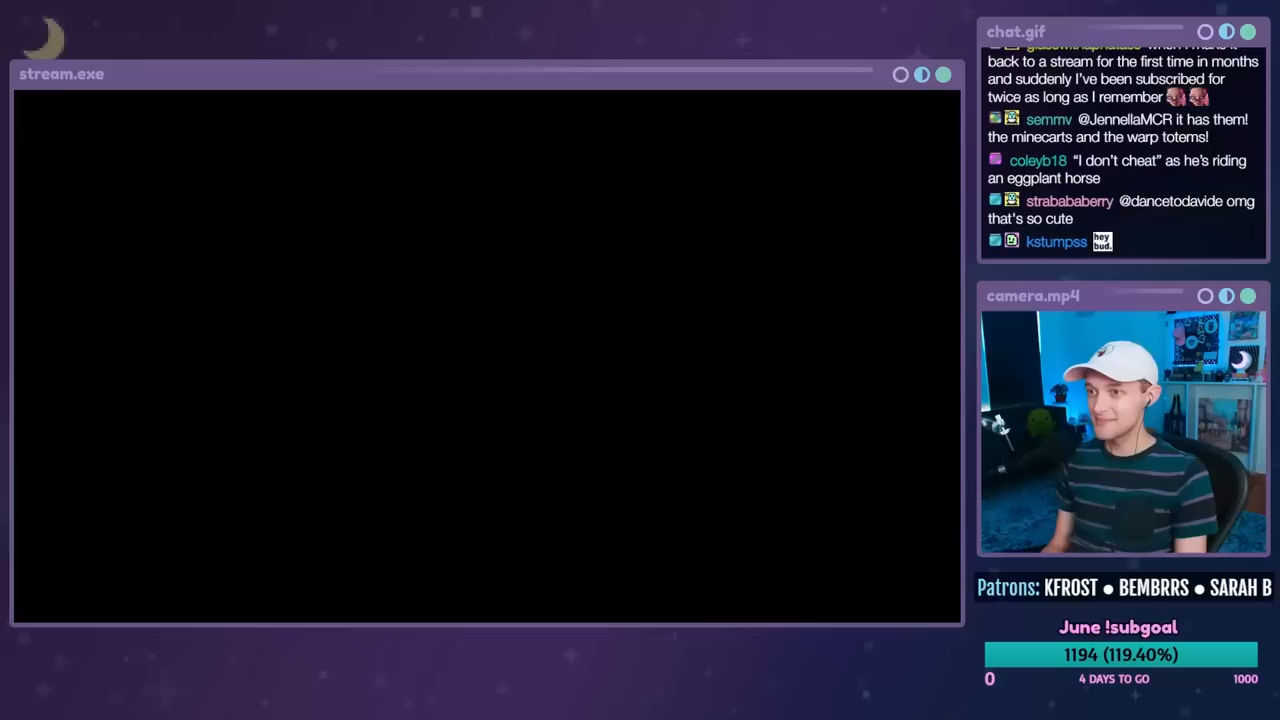 stream.exe
chat.gif
back to a stream for the first time in months
and suddenly I've been subscribed for
twice as long as I remember
semmv @JennellaMCR it has them!
the minecarts and the warp totems!
coleyb18 “I don't cheat” as he's riding
an eggplant horse
strabababerry @dancetodavide omg
that's so cute
kstumpss hey bud.
camera.mp4
Patrons: KFROST ● BEMBRRS ● SARAH B
June !subgoal
1194 (119.40%)
0 4 DAYS TO GO 1000